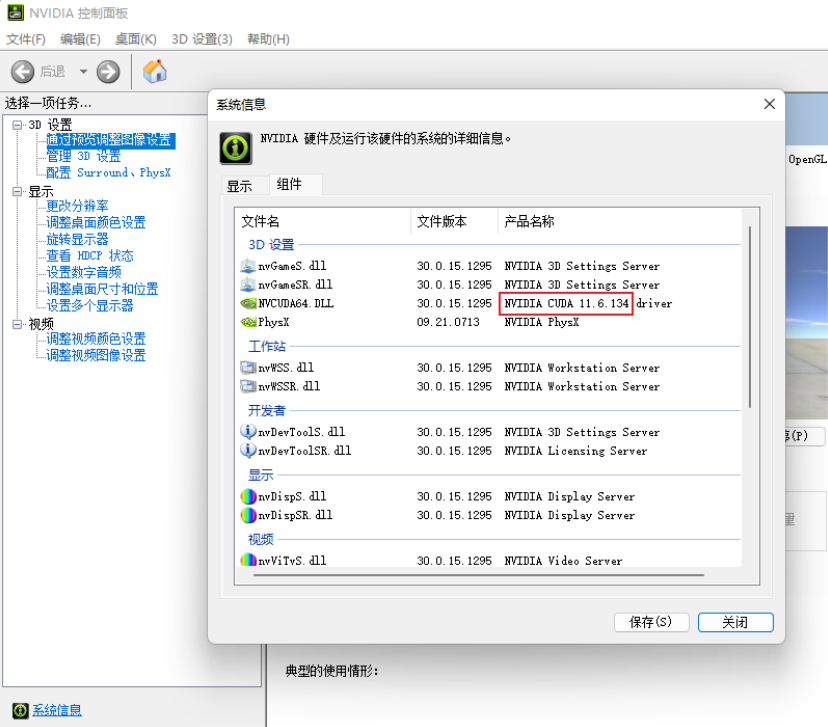 NVIDIA 控制面板
文件(F) 编辑(E) 桌面(K) 3D 设置(3) 帮助(H)
后退
选择一项任务...
3D 设置
通过预览调整图像设置
管理 3D 设置
配置 Surround、PhysX
显示
更改分辨率
调整桌面颜色设置
旋转显示器
查看 HDCP 状态
设置数字音频
调整桌面尺寸和位置
设置多个显示器
视频
调整视频颜色设置
调整视频图像设置
系统信息
系统信息
NVIDIA 硬件及运行该硬件的系统的详细信息。
显示 组件
文件名 文件版本 产品名称
3D 设置
nvGameS.dll 30.0.15.1295 NVIDIA 3D Settings Server
nvGameSR.dll 30.0.15.1295 NVIDIA 3D Settings Server
NVCUDA64.DLL 30.0.15.1295 NVIDIA CUDA 11.6.134 driver
PhysX 09.21.0713 NVIDIA PhysX
工作站
nvWSS.dll 30.0.15.1295 NVIDIA Workstation Server
nvWSSR.dll 30.0.15.1295 NVIDIA Workstation Server
开发者
nvDevToolS.dll 30.0.15.1295 NVIDIA 3D Settings Server
nvDevToolSR.dll 30.0.15.1295 NVIDIA Licensing Server
显示
nvDispS.dll 30.0.15.1295 NVIDIA Display Server
nvDispSR.dll 30.0.15.1295 NVIDIA Display Server
视频
nvViTvS.dll 30.0.15.1295 NVIDIA Video Server
保存(S) 关闭
OpenGL
(P)
量
典型的使用情形: